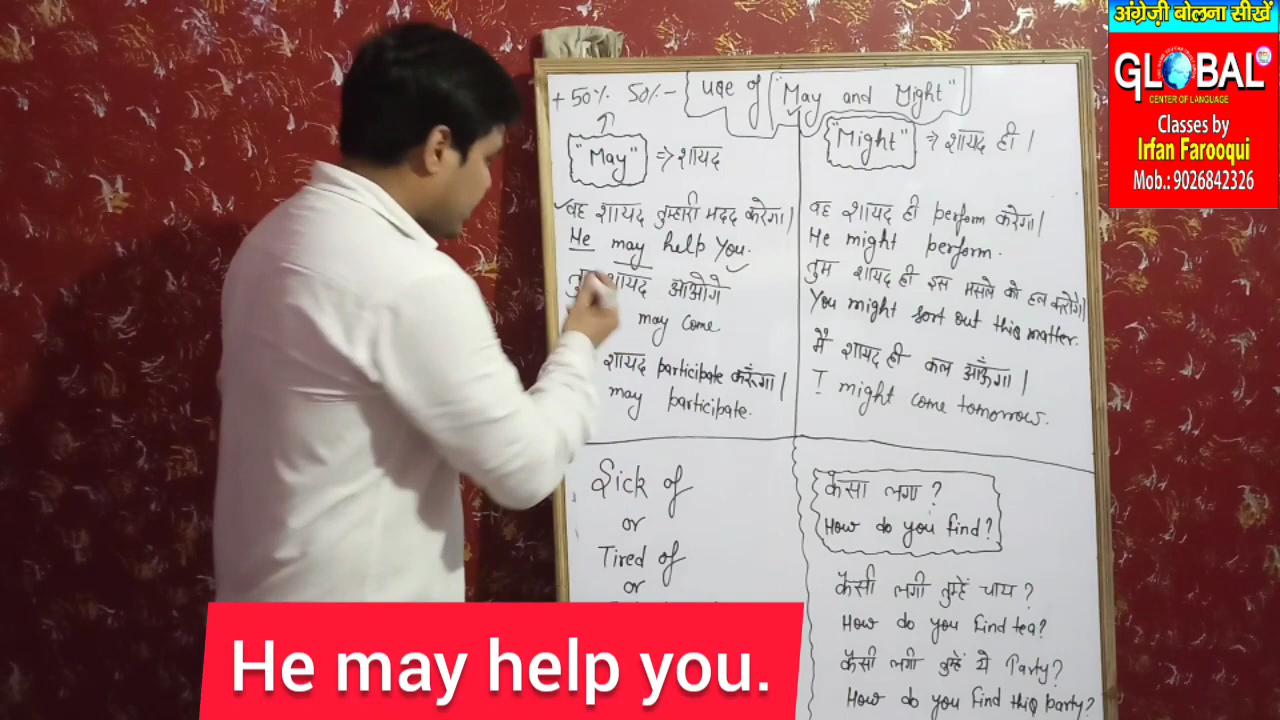 अंग्रेज़ी बोलना सीखें
GLOBAL
CENTER OF LANGUAGE
Classes by
Irfan Farooqui
Mob.: 9026842326
+50% 50%- Use of "May and Might"
"May" ⇒ शायद
वह शायद तुम्हारी मदद करेगा।
He may help you.
शायद आओगे
may come
शायद participate करूँगा।
may participate.
"Might" ⇒ शायद ही।
वह शायद ही perform करेगा।
He might perform.
तुम शायद ही इस मसले को हल करोगे।
You might sort out this matter.
मैं शायद ही कल आऊँगा।
I might come tomorrow.
Sick of
or
Tired of
or
कैसा लगा?
How do you find?
कैसी लगी तुम्हें चाय?
How do you find tea?
कैसी लगी तुम्हें ये Party?
How do you find this party?
He may help you.